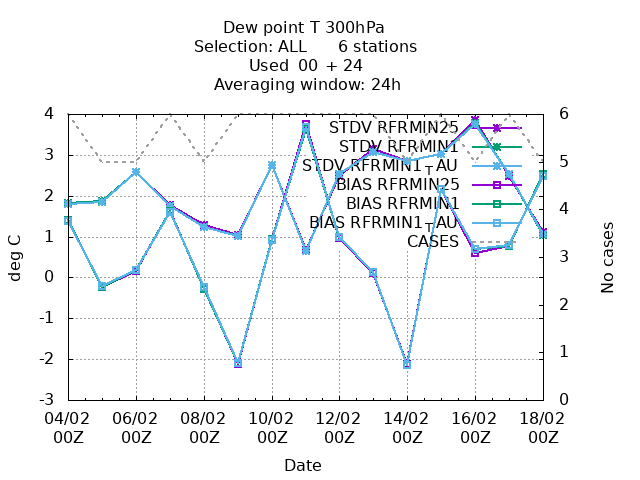 Dew point T 300hPa
Selection: ALL      6 stations
Used  00  + 24
Averaging window: 24h
STDV RFRMIN25
STDV RFRMIN1
STDV RFRMIN1_TAU
BIAS RFRMIN25
BIAS RFRMIN1
BIAS RFRMIN1_TAU
CASES
4
3
2
1
0
-1
-2
-3
6
5
4
3
2
1
0
deg C
No cases
04/02 06/02 08/02 10/02 12/02 14/02 16/02 18/02
00Z 00Z 00Z 00Z 00Z 00Z 00Z 00Z
Date